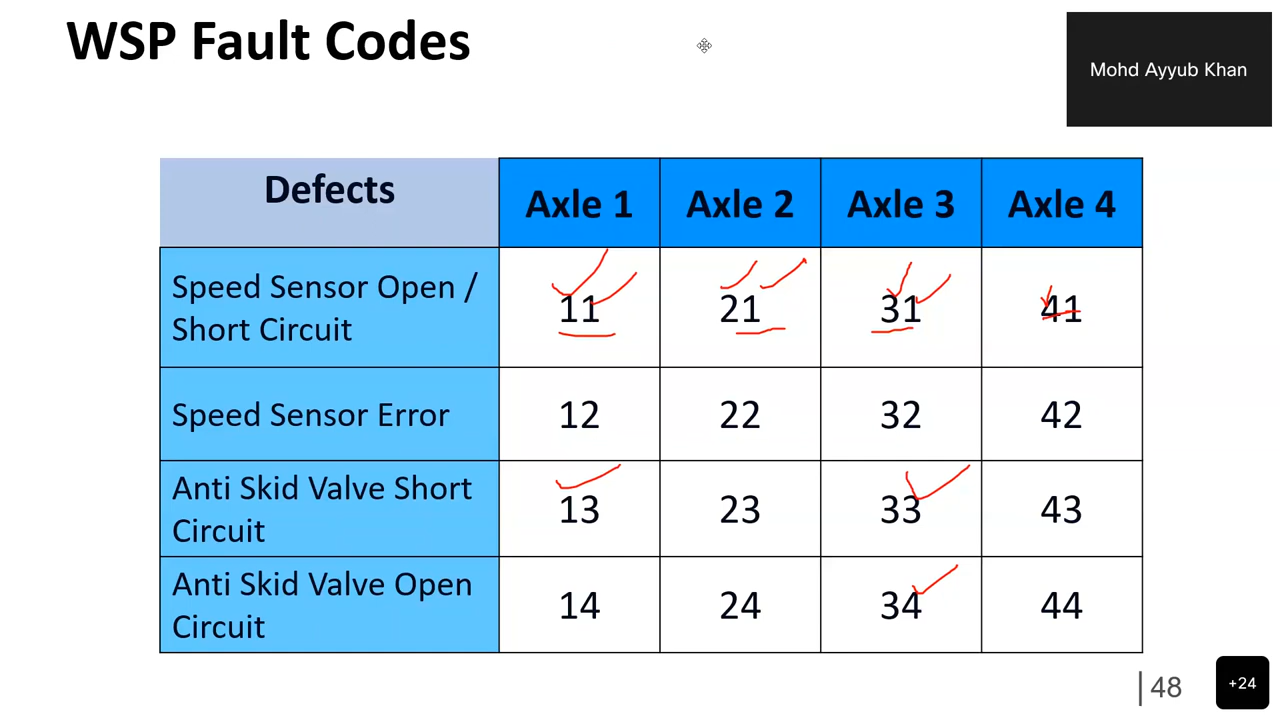 WSP Fault Codes
Mohd Ayyub Khan
Defects Axle 1 Axle 2 Axle 3 Axle 4
Speed Sensor Open /
Short Circuit 11 21 31 41
Speed Sensor Error 12 22 32 42
Anti Skid Valve Short
Circuit 13 23 33 43
Anti Skid Valve Open
Circuit 14 24 34 44
48
+24